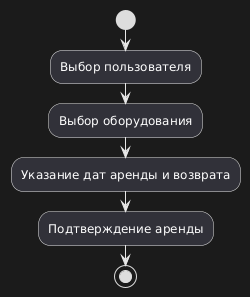 Выбор пользователя
Выбор оборудования
Указание дат аренды и возврата
Подтверждение аренды